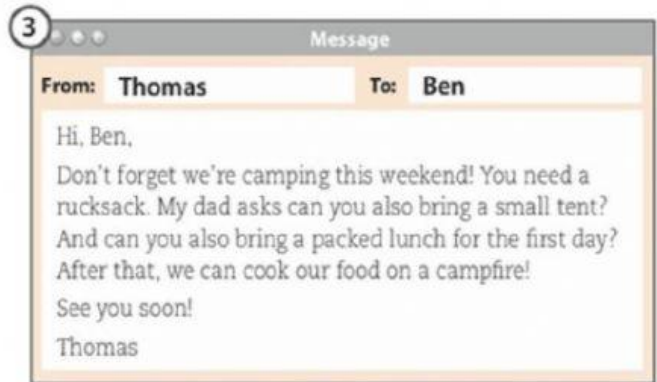 3
Message
From: Thomas To: Ben
Hi, Ben,
Don't forget we're camping this weekend! You need a
rucksack. My dad asks can you also bring a small tent?
And can you also bring a packed lunch for the first day?
After that, we can cook our food on a campfire!
See you soon!
Thomas